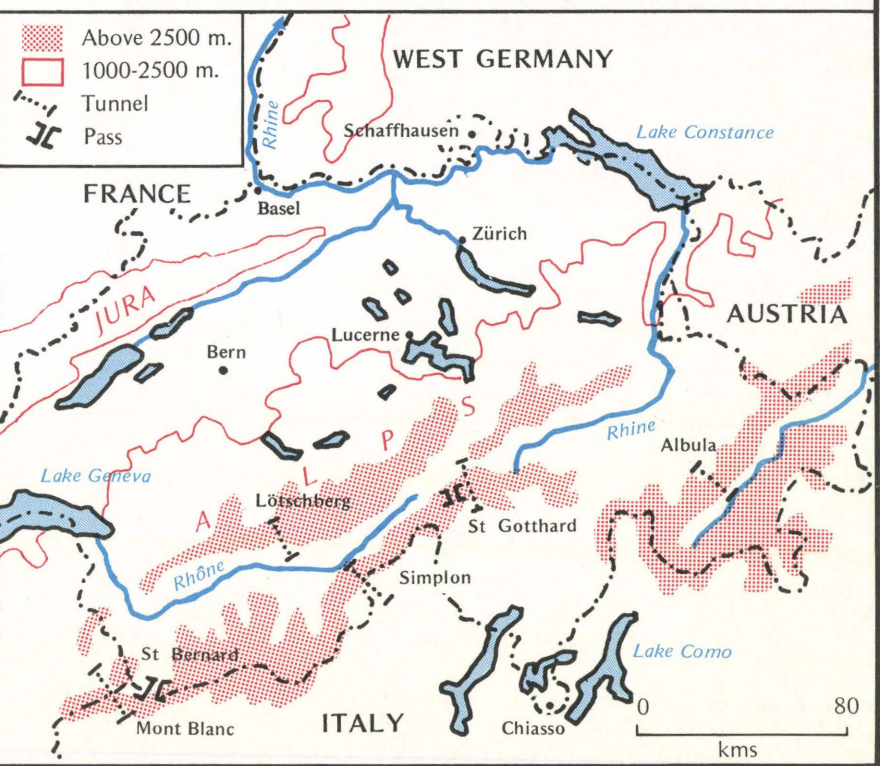 Above 2500 m.
1000-2500 m.
Tunnel
Pass
WEST GERMANY
Rhine
Schaffhausen
Lake Constance
FRANCE
Basel
Zürich
JURA
AUSTRIA
Lucerne
Bern
ALPS
Rhine
Albula
Lake Geneva
Lötschberg
St Gotthard
Rhône
Simplon
St Bernard
Lake Como
Mont Blanc
ITALY
Chiasso
0 80
kms